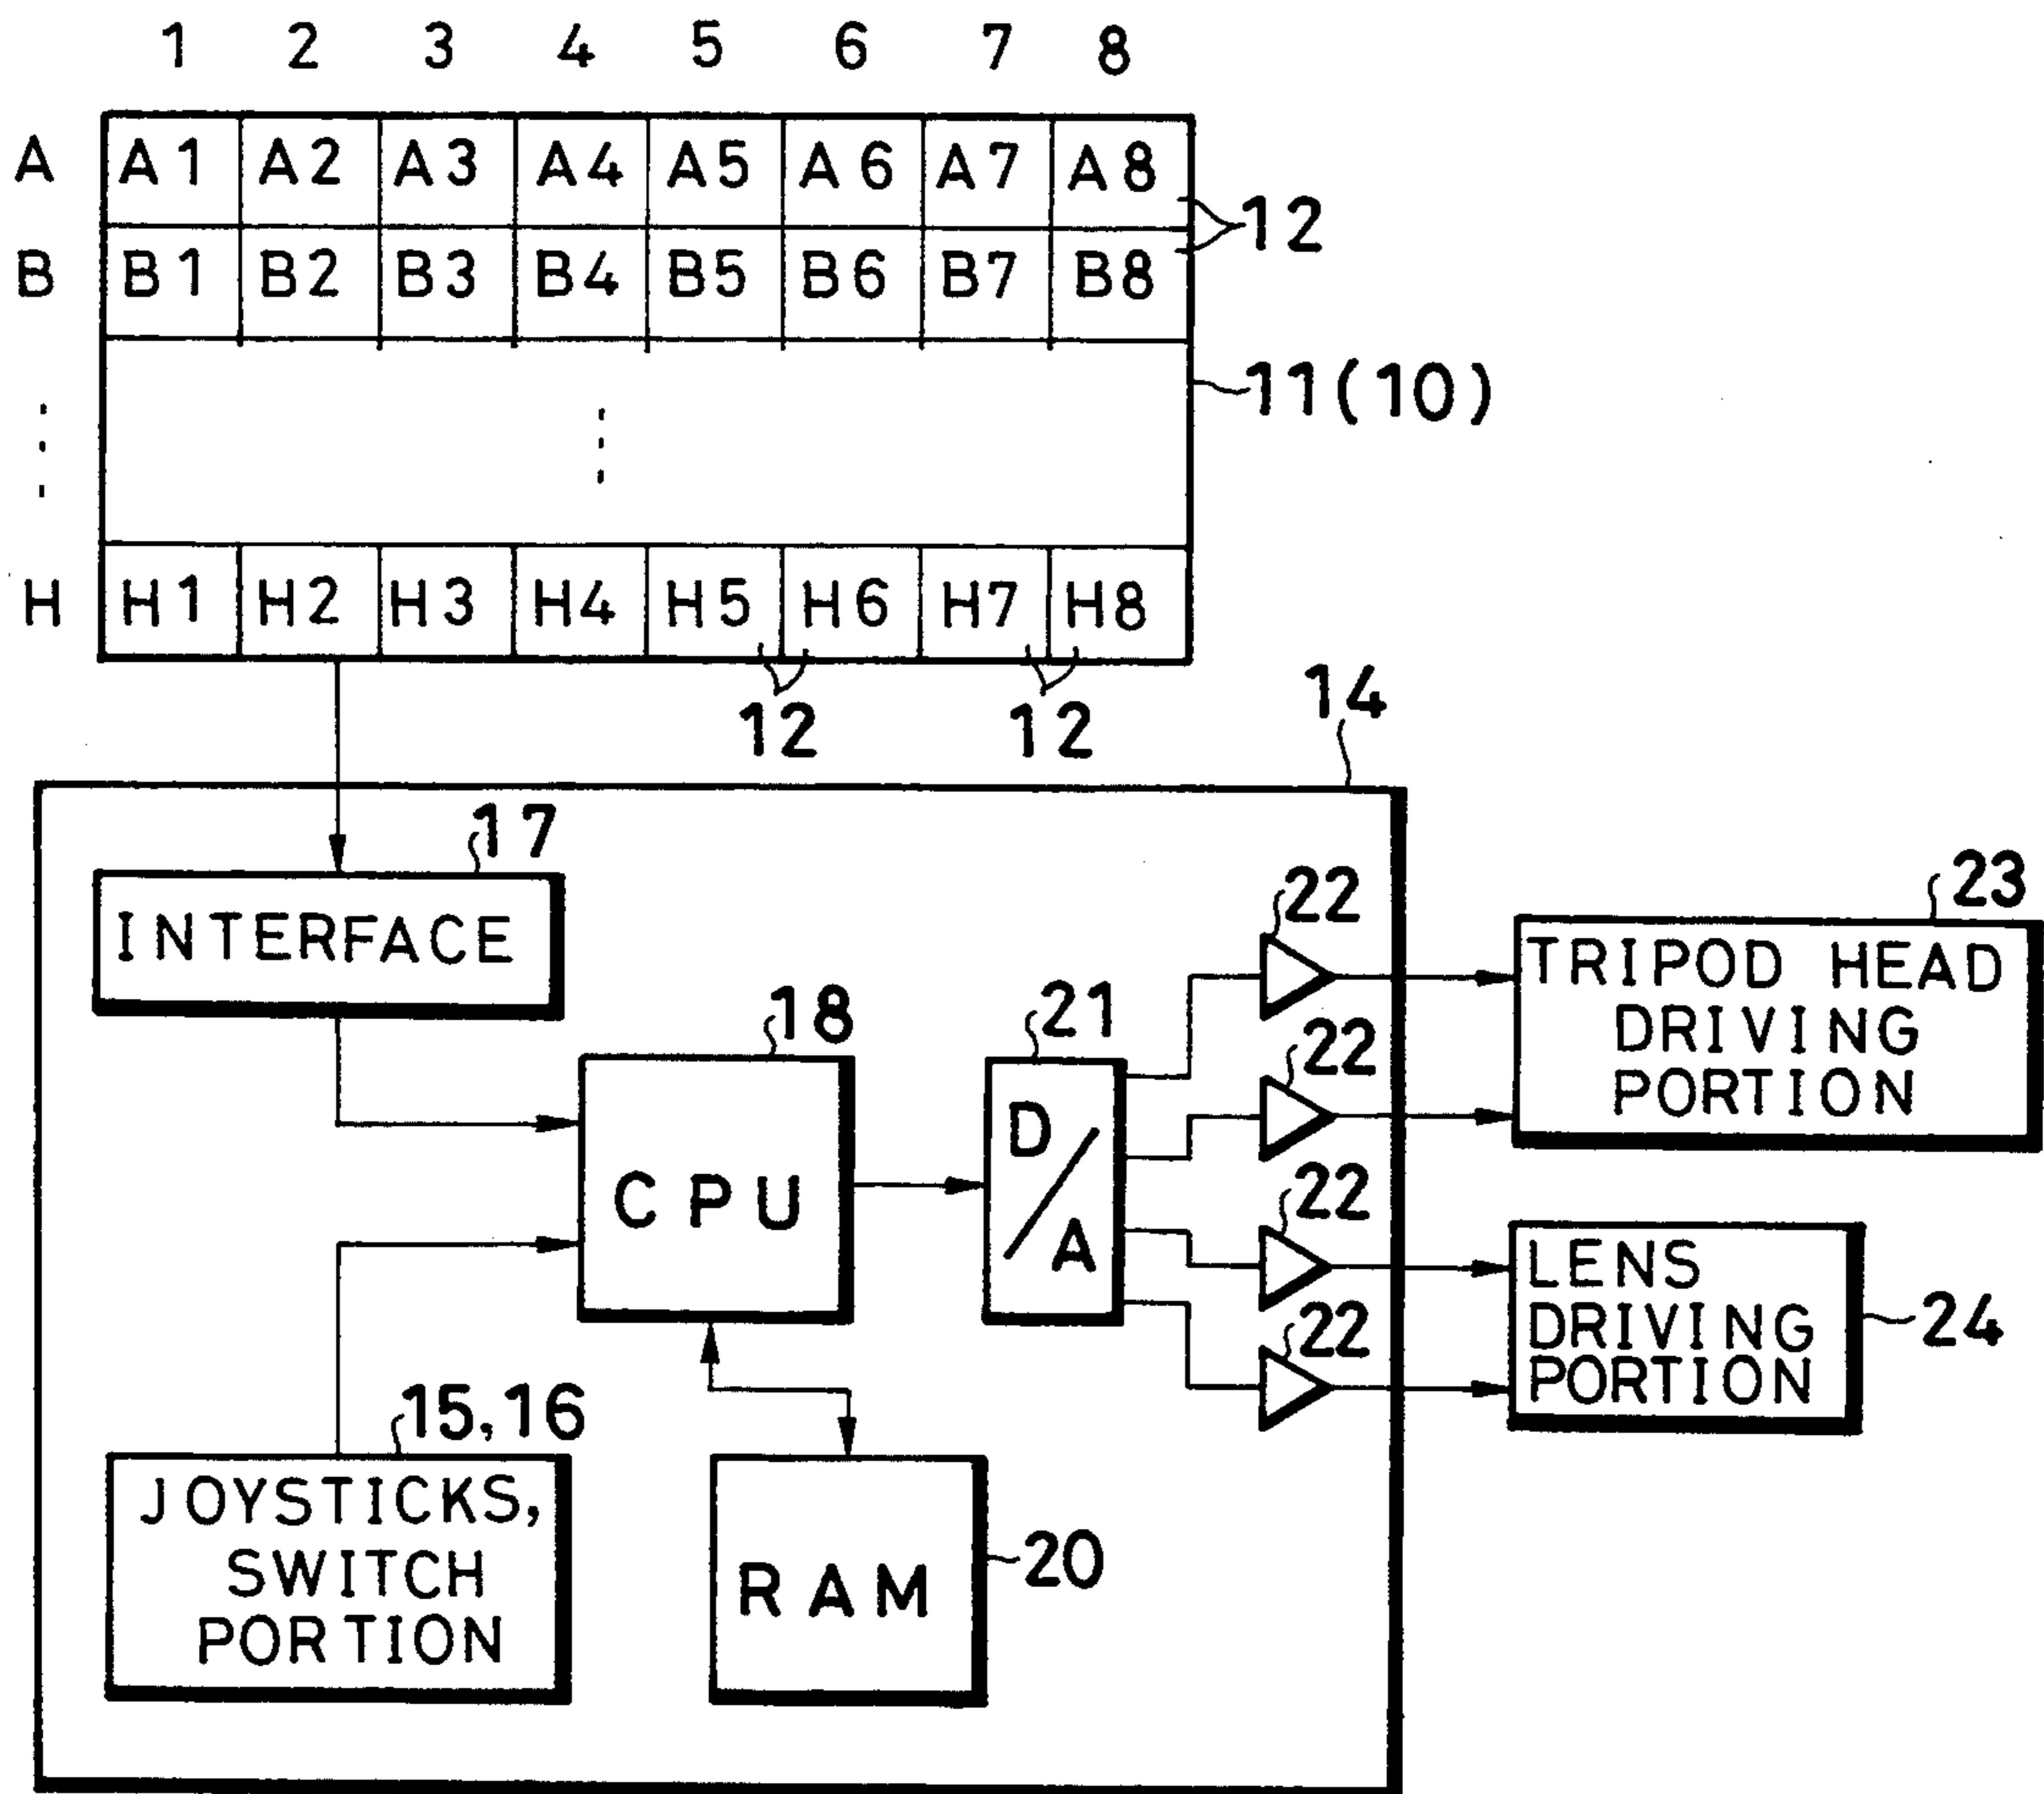 1 2 3 4 5 6 7 8
A A1 A2 A3 A4 A5 A6 A7 A8
12
B B1 B2 B3 B4 B5 B6 B7 B8
11(10)
H H1 H2 H3 H4 H5 H6 H7 H8
12 12
14
17
INTERFACE
18
CPU
21
D/A
22
22
22
22
23
TRIPOD HEAD
DRIVING
PORTION
LENS
DRIVING
PORTION
24
15,16
JOYSTICKS,
SWITCH
PORTION
RAM
20